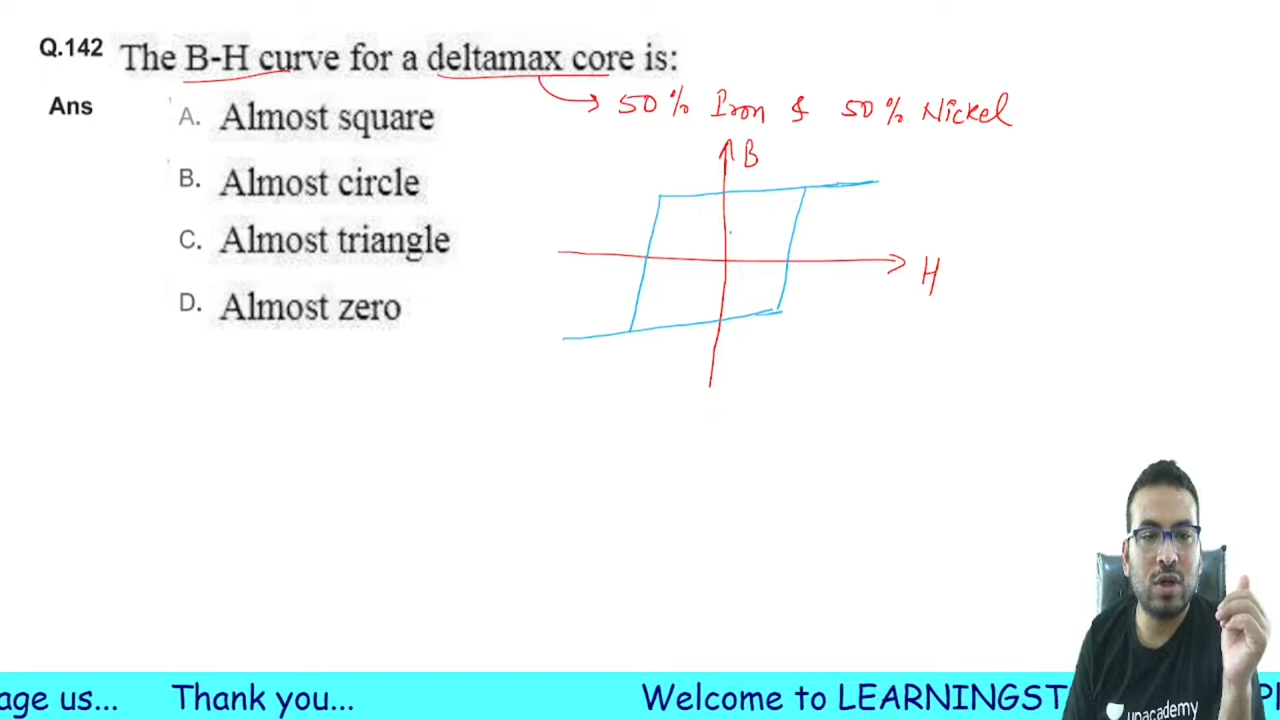 Q.142 The B-H curve for a deltamax core is:
Ans
A. Almost square
50% Iron & 50% Nickel
B
B. Almost circle
C. Almost triangle
H
D. Almost zero
age us... Thank you... Welcome to LEARNINGST
unacademy